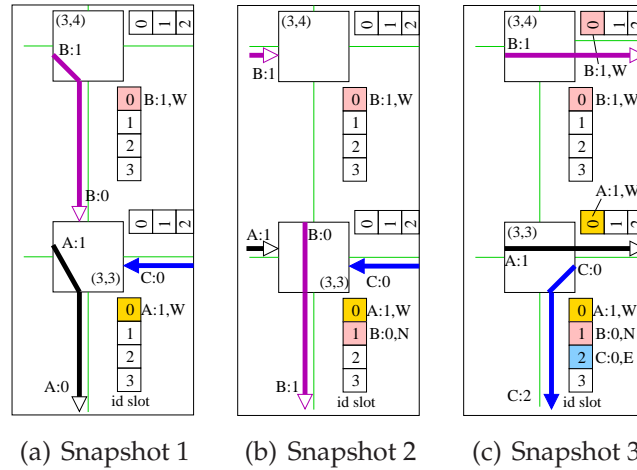 (3,4)
0 1 2
B:1
0 B:1,W
1
2
3
B:0
A:1
0 1 2
(3,3)
C:0
0 A:1,W
1
2
3
A:0
id slot
(a) Snapshot 1
(3,4)
0 1 2
B:1
0 B:1,W
1
2
3
A:1
B:0
0 1 2
(3,3)
C:0
0 A:1,W
1 B:0,N
2
3
B:1
id slot
(b) Snapshot 2
(3,4)
0 1 2
B:1
B:1,W
0 B:1,W
1
2
3
A:1,W
0 1 2
(3,3)
A:1
C:0
0 A:1,W
1 B:0,N
2 C:0,E
3
C:2
id slot
(c) Snapshot 3